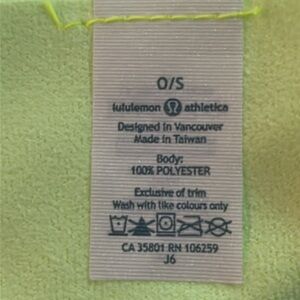 O/S
lululemon athletica
Designed in Vancouver
Made in Taiwan
Body:
100% POLYESTER
Exclusive of trim
Wash with like colours only
CA 35801 RN 106259
J6